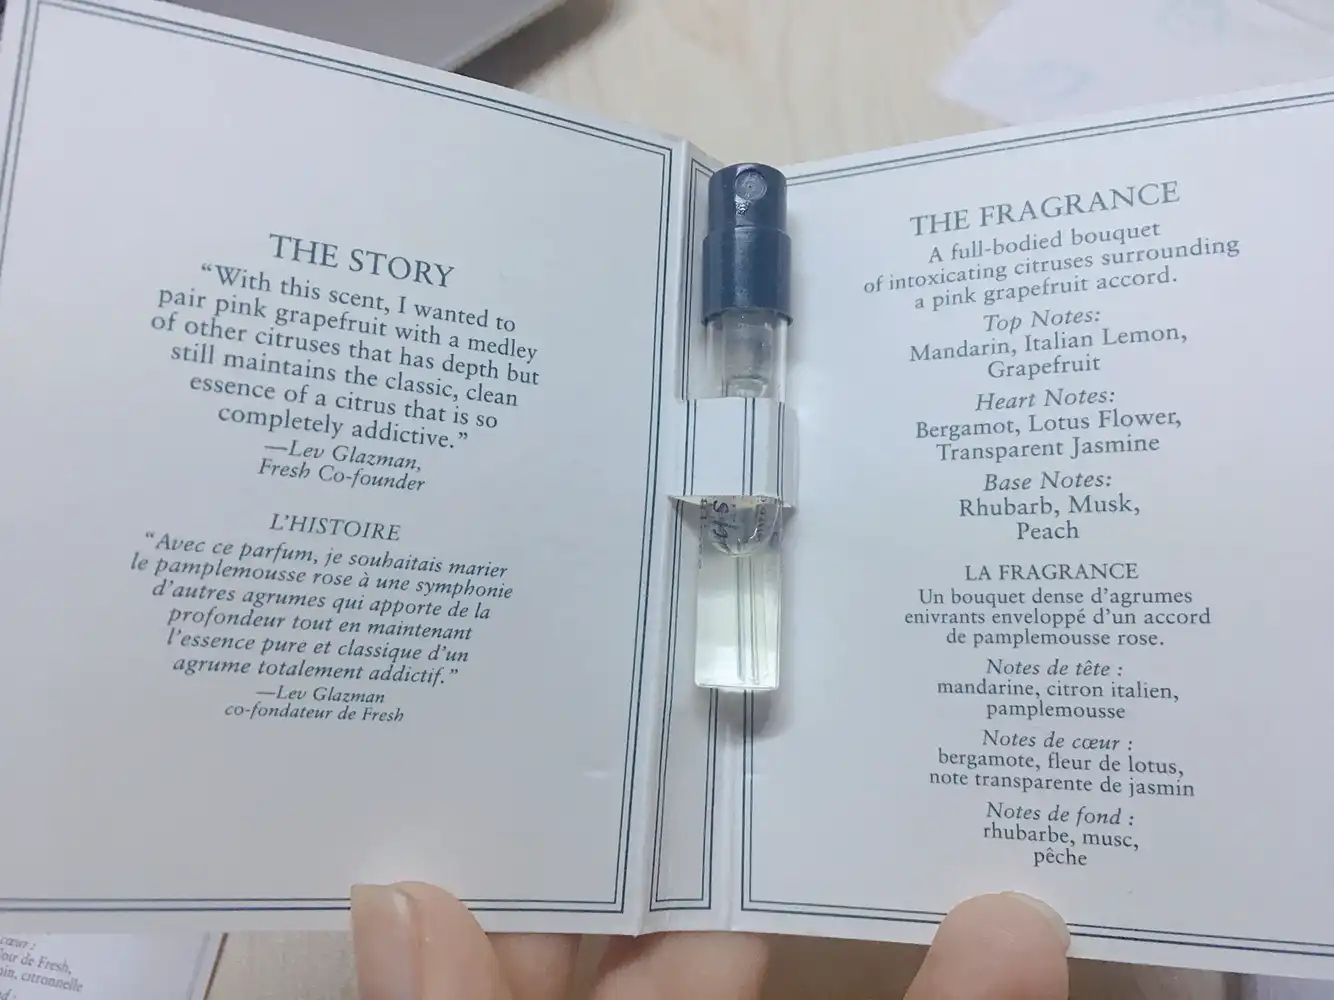 THE STORY
“With this scent, I wanted to
pair pink grapefruit with a medley
of other citruses that has depth but
still maintains the classic, clean
essence of a citrus that is so
completely addictive.”
—Lev Glazman,
Fresh Co-founder
L’HISTOIRE
“Avec ce parfum, je souhaitais marier
le pamplemousse rose à une symphonie
d’autres agrumes qui apporte de la
profondeur tout en maintenant
l’essence pure et classique d’un
agrume totalement addictif.”
—Lev Glazman
co-fondateur de Fresh
THE FRAGRANCE
A full-bodied bouquet
of intoxicating citruses surrounding
a pink grapefruit accord.
Top Notes:
Mandarin, Italian Lemon,
Grapefruit
Heart Notes:
Bergamot, Lotus Flower,
Transparent Jasmine
Base Notes:
Rhubarb, Musk,
Peach
LA FRAGRANCE
Un bouquet dense d’agrumes
enivrants enveloppé d’un accord
de pamplemousse rose.
Notes de tête :
mandarine, citron italien,
pamplemousse
Notes de cœur :
bergamote, fleur de lotus,
note transparente de jasmin
Notes de fond :
rhubarbe, musc,
pêche
cœur :
de Fresh,
citronnelle